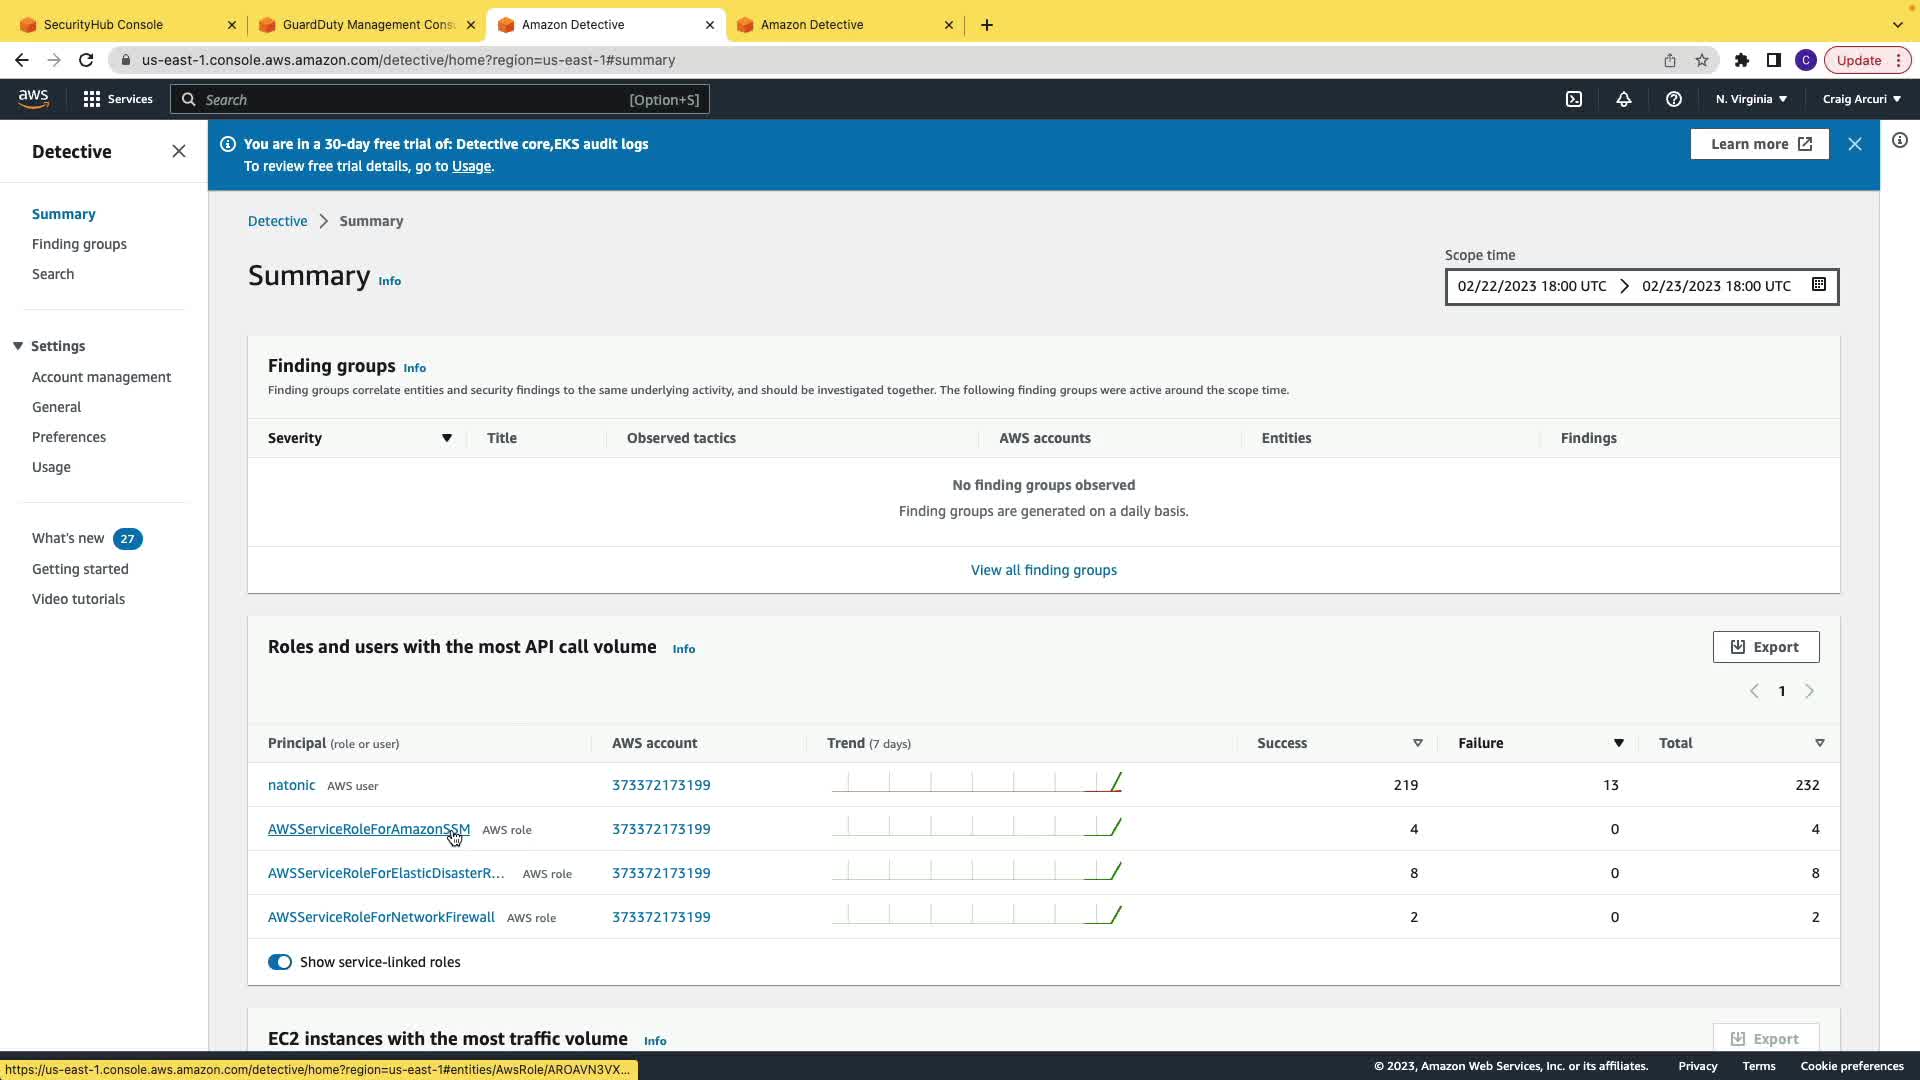 SecurityHub Console
GuardDuty Management Cons
Amazon Detective
Amazon Detective
us-east-1.console.aws.amazon.com/detective/home?region=us-east-1#summary
C
Update
aws
Services
Search
[Option+S]
N. Virginia
Craig Arcuri
Detective
You are in a 30-day free trial of: Detective core,EKS audit logs
To review free trial details, go to Usage.
Learn more
Summary
Finding groups
Search
Settings
Account management
General
Preferences
Usage
What's new 27
Getting started
Video tutorials
Detective > Summary
Summary Info
Scope time
02/22/2023 18:00 UTC > 02/23/2023 18:00 UTC
Finding groups Info
Finding groups correlate entities and security findings to the same underlying activity, and should be investigated together. The following finding groups were active around the scope time.
Severity Title Observed tactics AWS accounts Entities Findings
No finding groups observed
Finding groups are generated on a daily basis.
View all finding groups
Roles and users with the most API call volume Info
Export
1
Principal (role or user) AWS account Trend (7 days) Success Failure Total
natonic AWS user 373372173199 219 13 232
AWSServiceRoleForAmazonSSM AWS role 373372173199 4 0 4
AWSServiceRoleForElasticDisasterR... AWS role 373372173199 8 0 8
AWSServiceRoleForNetworkFirewall AWS role 373372173199 2 0 2
Show service-linked roles
EC2 instances with the most traffic volume Info
Export
https://us-east-1.console.aws.amazon.com/detective/home?region=us-east-1#entities/AwsRole/AROAVN3VX...
© 2023, Amazon Web Services, Inc. or its affiliates. Privacy Terms Cookie preferences